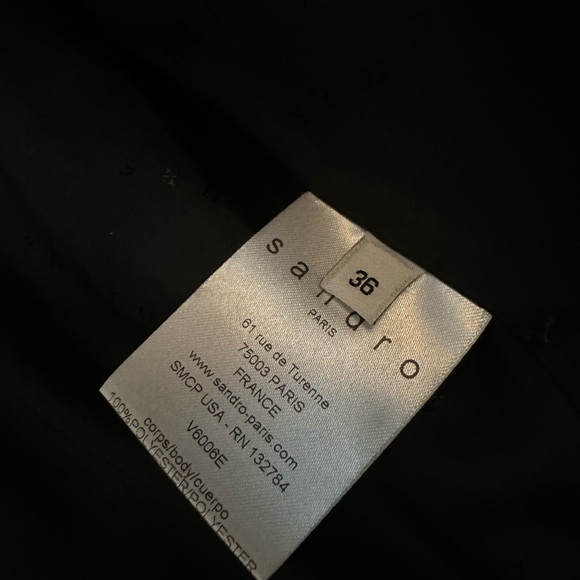 sandro
36
PARIS
61 rue de Turenne
75003 PARIS
FRANCE
www.sandro-paris.com
SMCP USA - RN 132784
V6006E
corps/body/cuerpo
100%POLYESTER/POLYESTER